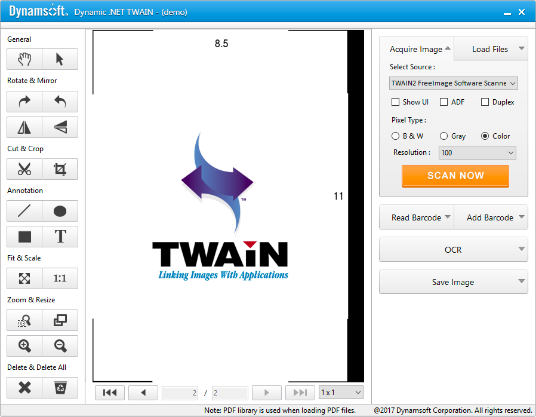 Dynamsoft. Dynamic .NET TWAIN - (demo)
General
Rotate & Mirror
Cut & Crop
Annotation
T
Fit & Scale
1:1
Zoom & Resize
Delete & Delete All
8.5
11
TM
TWAIN
Linking Images With Applications
2 / 2
1 x 1
Acquire Image Load Files
Select Source :
TWAIN2 FreeImage Software Scanne
Show UI ADF Duplex
Pixel Type :
B & W Gray Color
Resolution : 100
SCAN NOW
Read Barcode Add Barcode
OCR
Save Image
Note: PDF library is used when loading PDF files. @2017 Dynamsoft Corporation. All rights reserved.